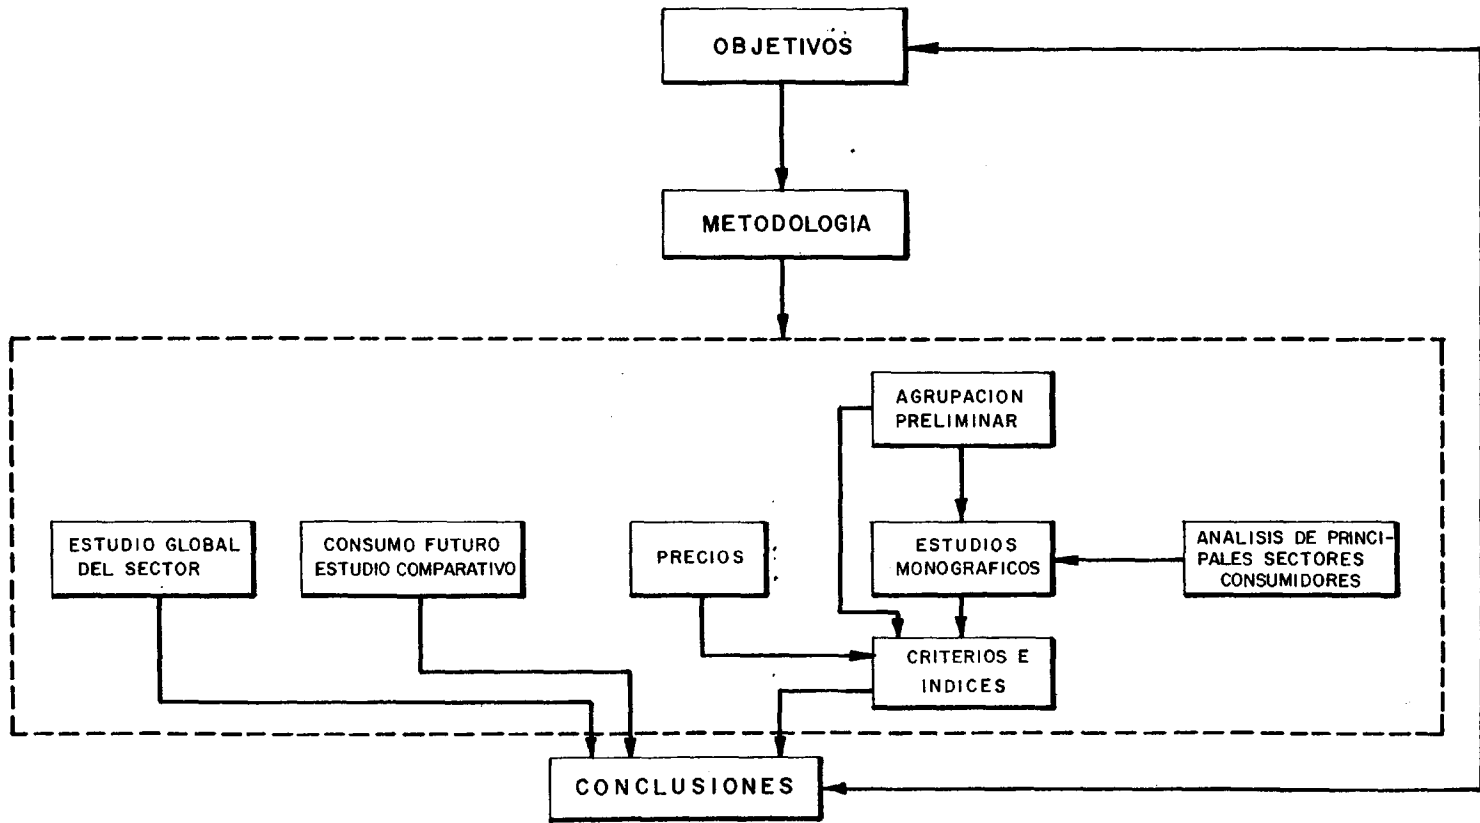 OBJETIVOS
METODOLOGIA
AGRUPACION
PRELIMINAR
ESTUDIO GLOBAL
DEL SECTOR
CONSUMO FUTURO
ESTUDIO COMPARATIVO
PRECIOS
ESTUDIOS
MONOGRAFICOS
ANALISIS DE PRINCI-
PALES SECTORES
CONSUMIDORES
CRITERIOS E
INDICES
CONCLUSIONES